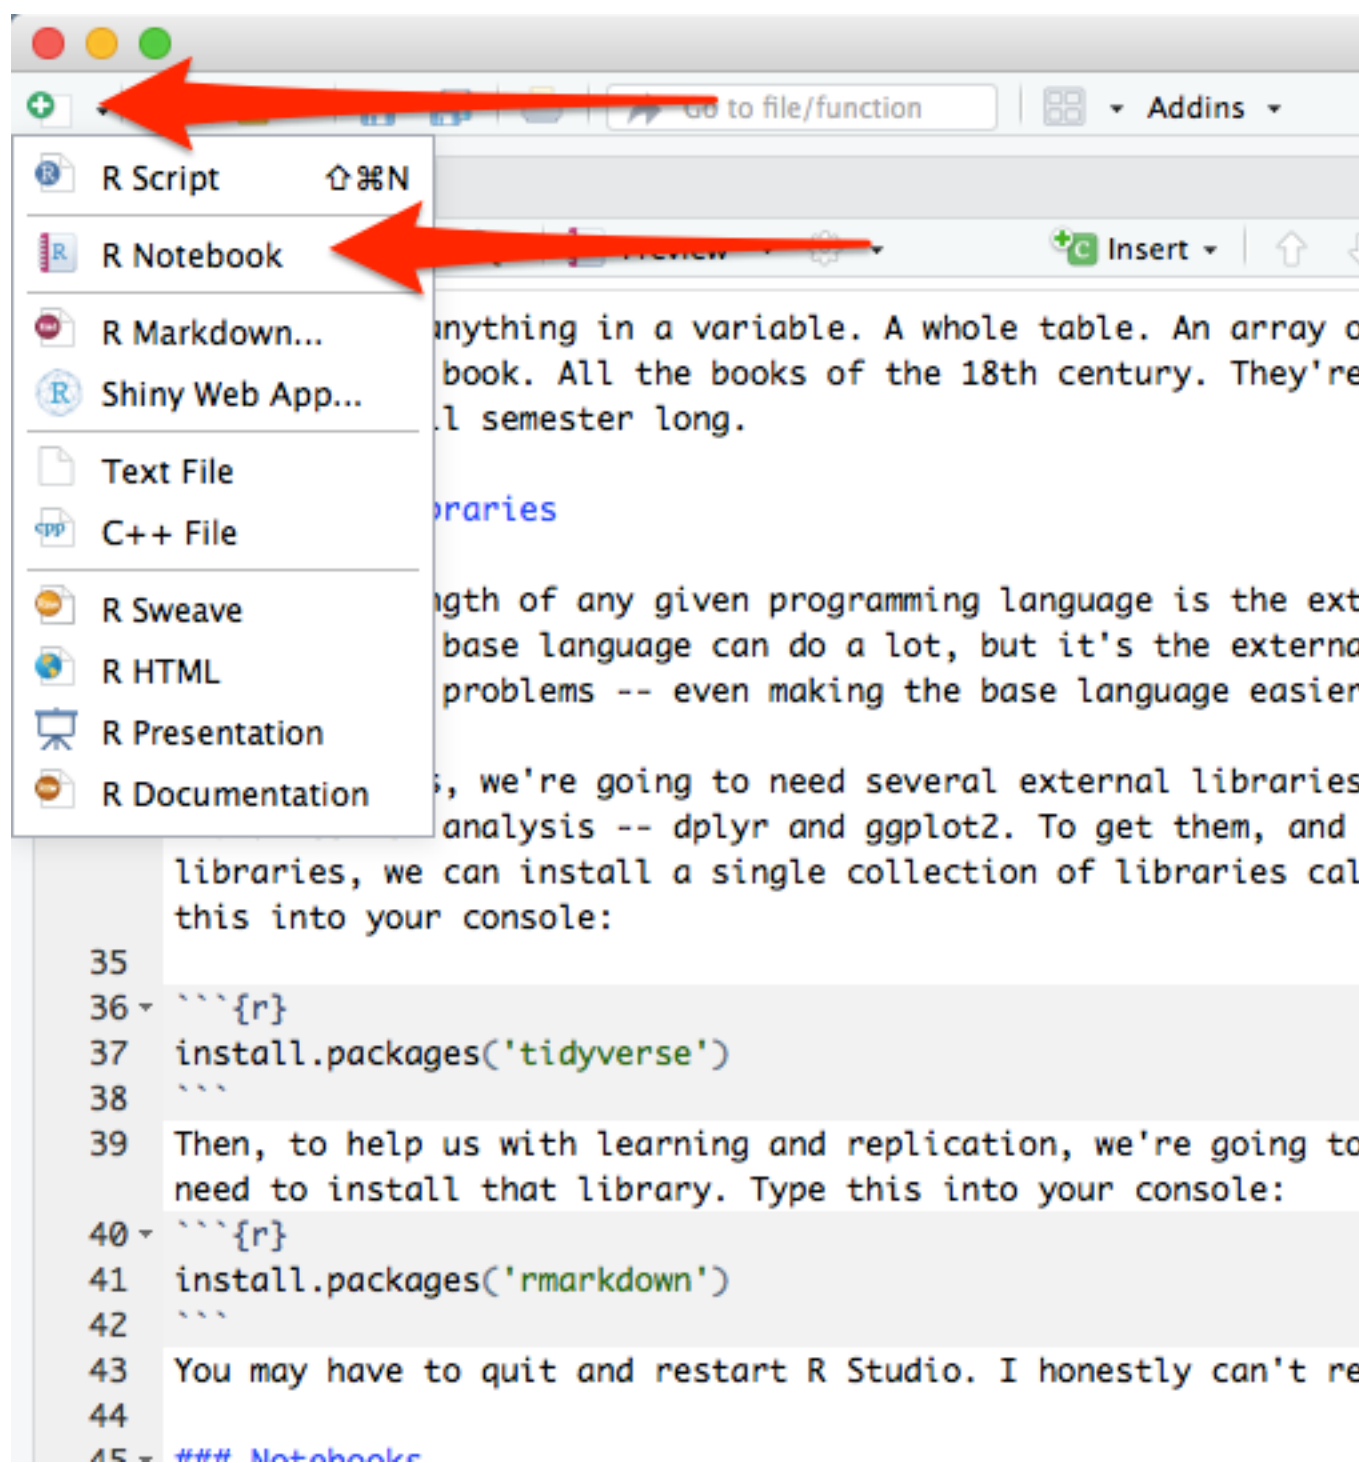 Go to file/function
Addins
R Script ⇧⌘N
R Notebook
R Markdown...
Shiny Web App...
Text File
C++ File
R Sweave
R HTML
R Presentation
R Documentation
Preview
Insert
anything in a variable. A whole table. An array
book. All the books of the 18th century. They're
semester long.
of any given programming language is the
base language can do a lot, but it's the
problems -- even making the base language easier
, we're going to need several external libraries
analysis -- dplyr and ggplot2. To get them, and
libraries, we can install a single collection of libraries
this into your console:
35
36 ```{r}
37 install.packages('tidyverse')
38 ```
39 Then, to help us with learning and replication, we're going to
need to install that library. Type this into your console:
40 ```{r}
41 install.packages('rmarkdown')
42 ```
43 You may have to quit and restart R Studio. I honestly can't
44
45 ### Notebooks